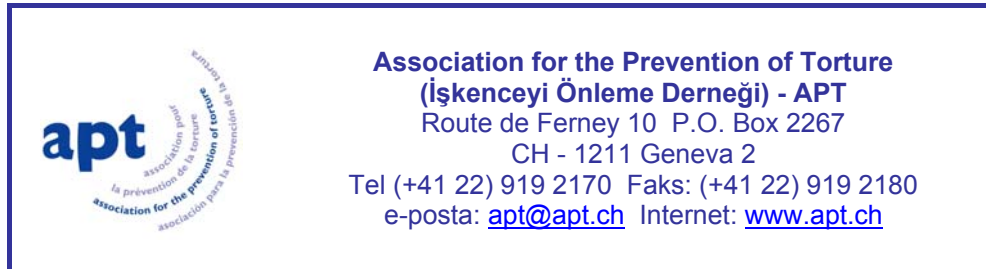 Association for the Prevention of Torture
(İşkenceyi Önleme Derneği) - APT
Route de Ferney 10 P.O. Box 2267
CH - 1211 Geneva 2
Tel (+41 22) 919 2170 Faks: (+41 22) 919 2180
e-posta: apt@apt.ch Internet: www.apt.ch
apt
association pour
la prévention de la torture
association for the prevention of torture
asociación para la prevención de la tortura